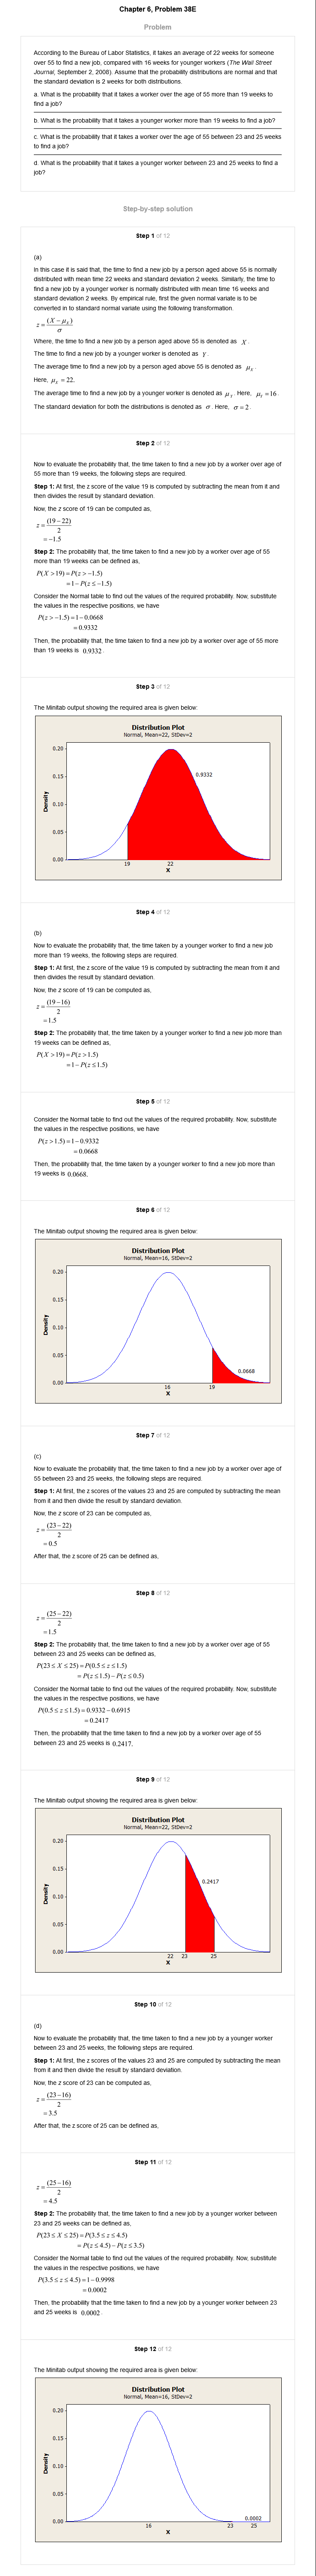 Chapter 6, Problem 38E
Problem
According to the Bureau of Labor Statistics, it takes an average of 22 weeks for someone
over 55 to find a new job, compared with 16 weeks for younger workers (The Wall Street
Journal, September 2, 2008). Assume that the probability distributions are normal and that
the standard deviation is 2 weeks for both distributions.
a. What is the probability that it takes a worker over the age of 55 more than 19 weeks to
find a job?
b. What is the probability that it takes a younger worker more than 19 weeks to find a job?
c. What is the probability that it takes a worker over the age of 55 between 23 and 25 weeks
to find a job?
d. What is the probability that it takes a younger worker between 23 and 25 weeks to find a
job?
Step-by-step solution
Step 1 of 12
(a)
In this case it is said that, the time to find a new job by a person aged above 55 is normally
distributed with mean time 22 weeks and standard deviation 2 weeks. Similarly, the time to
find a new job by a younger worker is normally distributed with mean time 16 weeks and
standard deviation 2 weeks. By empirical rule, first the given normal variate is to be
converted in to standard normal variate using the following transformation.
z = (X − μ_X) / σ
Where, the time to find a new job by a person aged above 55 is denoted as X .
The time to find a new job by a younger worker is denoted as Y .
The average time to find a new job by a person aged above 55 is denoted as μ_X .
Here, μ_X = 22.
The average time to find a new job by a younger worker is denoted as μ_Y . Here, μ_Y = 16 .
The standard deviation for both the distributions is denoted as σ . Here, σ = 2 .
Step 2 of 12
Now to evaluate the probability that, the time taken to find a new job by a worker over age of
55 more than 19 weeks, the following steps are required.
Step 1: At first, the z score of the value 19 is computed by subtracting the mean from it and
then divides the result by standard deviation.
Now, the z score of 19 can be computed as,
z = (19 − 22) / 2
= −1.5
Step 2: The probability that, the time taken to find a new job by a worker over age of 55
more than 19 weeks can be defined as,
P(X > 19) = P(z > −1.5)
= 1 − P(z ≤ −1.5)
Consider the Normal table to find out the values of the required probability. Now, substitute
the values in the respective positions, we have
P(z > −1.5) = 1 − 0.0668
= 0.9332
Then, the probability that, the time taken to find a new job by a worker over age of 55 more
than 19 weeks is 0.9332 .
Step 3 of 12
The Minitab output showing the required area is given below:
Distribution Plot
Normal, Mean=22, StDev=2
0.20
0.9332
0.15
Density
0.10
0.05
0.00
19 22
X
Step 4 of 12
(b)
Now to evaluate the probability that, the time taken by a younger worker to find a new job
more than 19 weeks, the following steps are required.
Step 1: At first, the z score of the value 19 is computed by subtracting the mean from it and
then divides the result by standard deviation.
Now, the z score of 19 can be computed as,
z = (19 − 16) / 2
= 1.5
Step 2: The probability that, the time taken by a younger worker to find a new job more than
19 weeks can be defined as,
P(X > 19) = P(z > 1.5)
= 1 − P(z ≤ 1.5)
Step 5 of 12
Consider the Normal table to find out the values of the required probability. Now, substitute
the values in the respective positions, we have
P(z > 1.5) = 1 − 0.9332
= 0.0668
Then, the probability that, the time taken by a younger worker to find a new job more than
19 weeks is 0.0668.
Step 6 of 12
The Minitab output showing the required area is given below:
Distribution Plot
Normal, Mean=16, StDev=2
0.20
0.15
Density
0.10
0.05
0.0668
0.00
16 19
X
Step 7 of 12
(c)
Now to evaluate the probability that, the time taken to find a new job by a worker over age of
55 between 23 and 25 weeks, the following steps are required.
Step 1: At first, the z scores of the values 23 and 25 are computed by subtracting the mean
from it and then divide the result by standard deviation.
Now, the z score of 23 can be computed as,
z = (23 − 22) / 2
= 0.5
After that, the z score of 25 can be defined as,
Step 8 of 12
z = (25 − 22) / 2
= 1.5
Step 2: The probability that, the time taken to find a new job by a worker over age of 55
between 23 and 25 weeks can be defined as,
P(23 ≤ X ≤ 25) = P(0.5 ≤ z ≤ 1.5)
= P(z ≤ 1.5) − P(z ≤ 0.5)
Consider the Normal table to find out the values of the required probability. Now, substitute
the values in the respective positions, we have
P(0.5 ≤ z ≤ 1.5) = 0.9332 − 0.6915
= 0.2417
Then, the probability that the time taken to find a new job by a worker over age of 55
between 23 and 25 weeks is 0.2417.
Step 9 of 12
The Minitab output showing the required area is given below:
Distribution Plot
Normal, Mean=22, StDev=2
0.20
0.15
0.2417
Density
0.10
0.05
0.00
22 23 25
X
Step 10 of 12
(d)
Now to evaluate the probability that, the time taken to find a new job by a younger worker
between 23 and 25 weeks, the following steps are required.
Step 1: At first, the z scores of the values 23 and 25 are computed by subtracting the mean
from it and then divide the result by standard deviation.
Now, the z score of 23 can be computed as,
z = (23 − 16) / 2
= 3.5
After that, the z score of 25 can be defined as,
Step 11 of 12
z = (25 − 16) / 2
= 4.5
Step 2: The probability that, the time taken to find a new job by a younger worker between
23 and 25 weeks can be defined as,
P(23 ≤ X ≤ 25) = P(3.5 ≤ z ≤ 4.5)
= P(z ≤ 4.5) − P(z ≤ 3.5)
Consider the Normal table to find out the values of the required probability. Now, substitute
the values in the respective positions, we have
P(3.5 ≤ z ≤ 4.5) = 1 − 0.9998
= 0.0002
Then, the probability that the time taken to find a new job by a younger worker between 23
and 25 weeks is 0.0002 .
Step 12 of 12
The Minitab output showing the required area is given below:
Distribution Plot
Normal, Mean=16, StDev=2
0.20
0.15
Density
0.10
0.05
0.0002
0.00
16 23 25
X